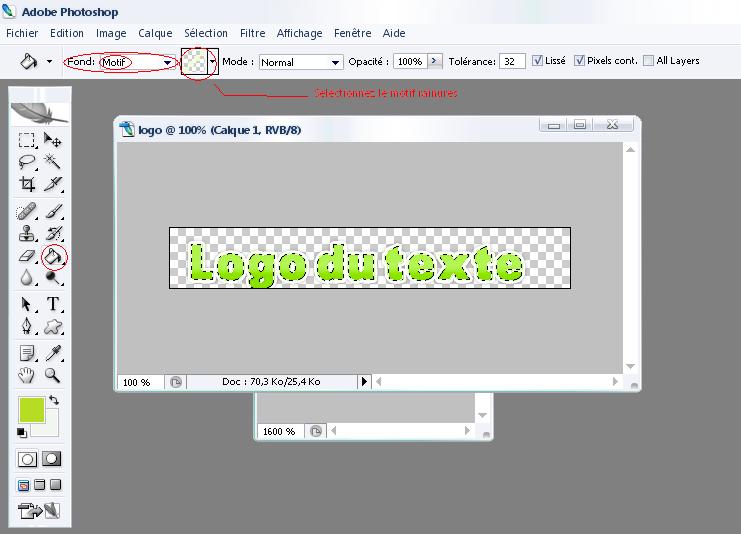 Adobe Photoshop
Fichier Edition Image Calque Sélection Filtre Affichage Fenêtre Aide
Fond: Motif Mode : Normal Opacité : 100% Tolérance: 32 Lissé Pixels cont. All Layers
Selectionnez le motif rainures
logo @ 100% (Calque 1, RVB/8)
Logo du texte
100 % Doc : 70,3 Ko/25,4 Ko
1600 %